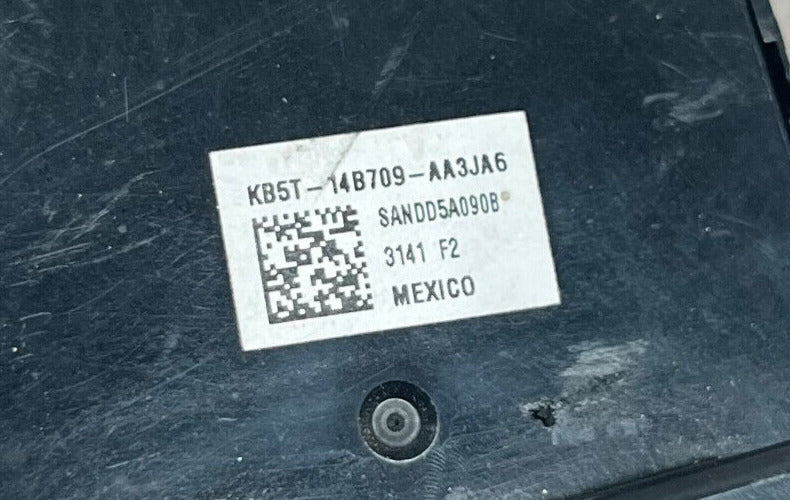 KB5T-14B709-AA3JA6
SANDD5A090B
3141 F2
MEXICO